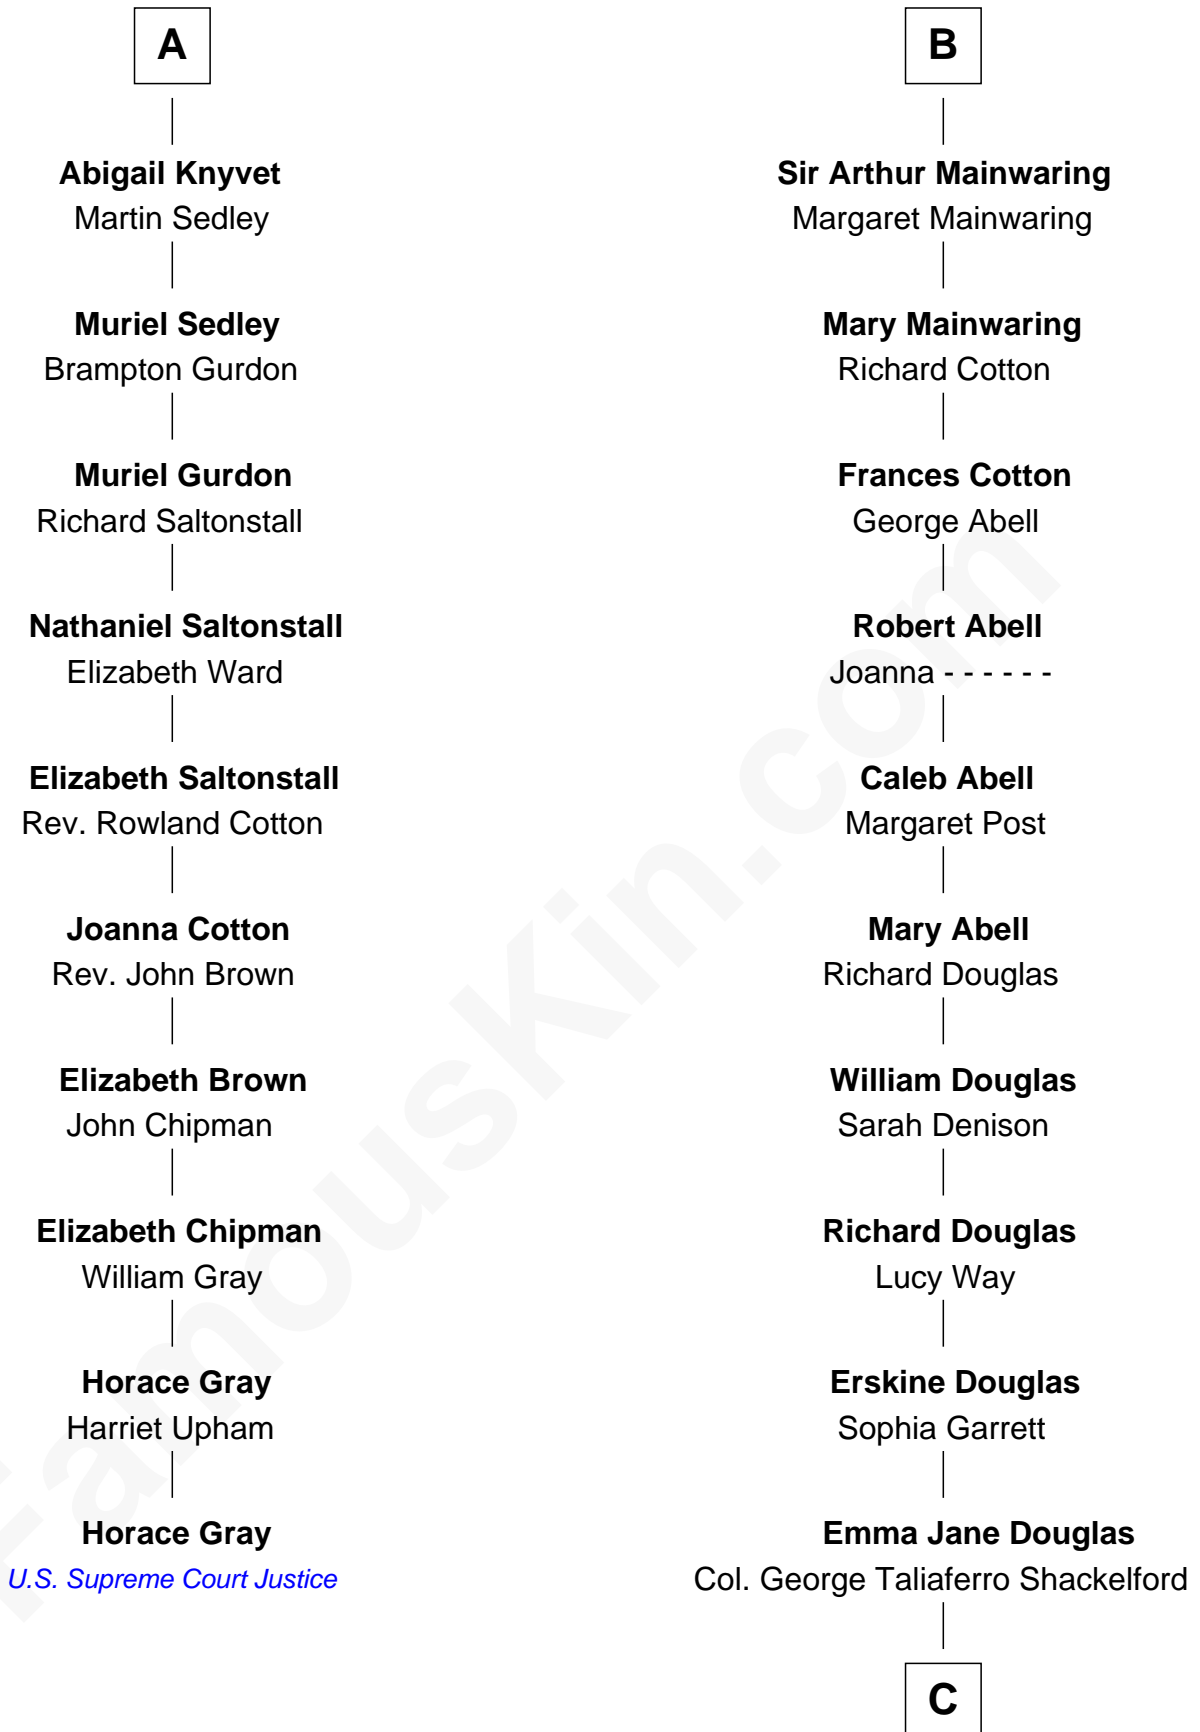 A
Abigail Knyvet
Martin Sedley
Muriel Sedley
Brampton Gurdon
Muriel Gurdon
Richard Saltonstall
Nathaniel Saltonstall
Elizabeth Ward
Elizabeth Saltonstall
Rev. Rowland Cotton
Joanna Cotton
Rev. John Brown
Elizabeth Brown
John Chipman
Elizabeth Chipman
William Gray
Horace Gray
Harriet Upham
Horace Gray
U.S. Supreme Court Justice
B
Sir Arthur Mainwaring
Margaret Mainwaring
Mary Mainwaring
Richard Cotton
Frances Cotton
George Abell
Robert Abell
Joanna - - - - - -
Caleb Abell
Margaret Post
Mary Abell
Richard Douglas
William Douglas
Sarah Denison
Richard Douglas
Lucy Way
Erskine Douglas
Sophia Garrett
Emma Jane Douglas
Col. George Taliaferro Shackelford
C
FamousKin.com